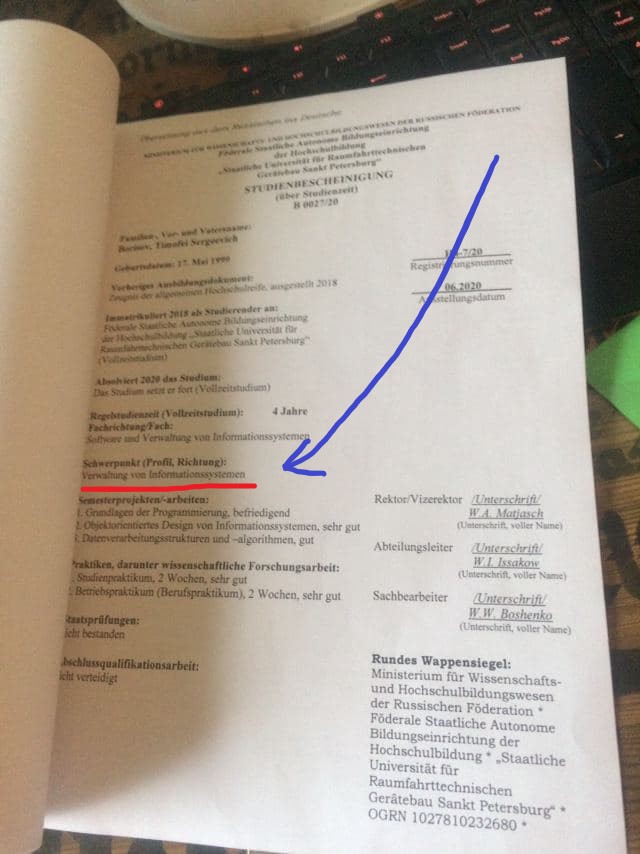 Übersetzung aus dem Russischen ins Deutsche
MINISTERIUM FÜR WISSENSCHAFTS- UND HOCHSCHULBILDUNGSWESEN DER RUSSISCHEN FÖDERATION
Föderale Staatliche Autonome Bildungseinrichtung
der Hochschulbildung
„Staatliche Universität für Raumfahrttechnischen
Gerätebau Sankt Petersburg"
STUDIENBESCHEINIGUNG
(über Studienzeit)
B 0027/20
Familien-, Vor- und Vatersname:
Borisov, Timofei Sergeevich
Geburtsdatum: 17. Mai 1999
-7/20
Registrierungsnummer
Vorheriges Ausbildungsdokument:
Zeugnis der allgemeinen Hochschulreife, ausgestellt 2018
06.2020
Ausstellungsdatum
Immatrikuliert 2018 als Studierender an:
Föderale Staatliche Autonome Bildungseinrichtung
der Hochschulbildung „Staatliche Universität für
Raumfahrttechnischen Gerätebau Sankt Petersburg"
(Vollzeitstudium)
Absolviert 2020 das Studium:
Das Studium setzt er fort (Vollzeitstudium)
Regelstudienzeit (Vollzeitstudium): 4 Jahre
Fachrichtung/Fach:
Software und Verwaltung von Informationssystemen
Schwerpunkt (Profil, Richtung):
Verwaltung von Informationssystemen
Semesterprojekten/-arbeiten:
1. Grundlagen der Programmierung, befriedigend
2. Objektorientiertes Design von Informationssystemen, sehr gut
3. Datenverarbeitungsstrukturen und –algorithmen, gut
Praktiken, darunter wissenschaftliche Forschungsarbeit:
. Studienpraktikum, 2 Wochen, sehr gut
. Betriebspraktikum (Berufspraktikum), 2 Wochen, sehr gut
Staatsprüfungen:
icht bestanden
Abschlussqualifikationsarbeit:
icht verteidigt
Rektor/Vizerektor /Unterschrift/
W.A. Matjasch
(Unterschrift, voller Name)
Abteilungsleiter /Unterschrift/
W.I. Issakow
(Unterschrift, voller Name)
Sachbearbeiter /Unterschrift/
W.W. Boshenko
(Unterschrift, voller Name)
Rundes Wappensiegel:
Ministerium für Wissenschafts-
und Hochschulbildungswesen
der Russischen Föderation *
Föderale Staatliche Autonome
Bildungseinrichtung der
Hochschulbildung * „Staatliche
Universität für
Raumfahrttechnischen
Gerätebau Sankt Petersburg" *
OGRN 1027810232680 *